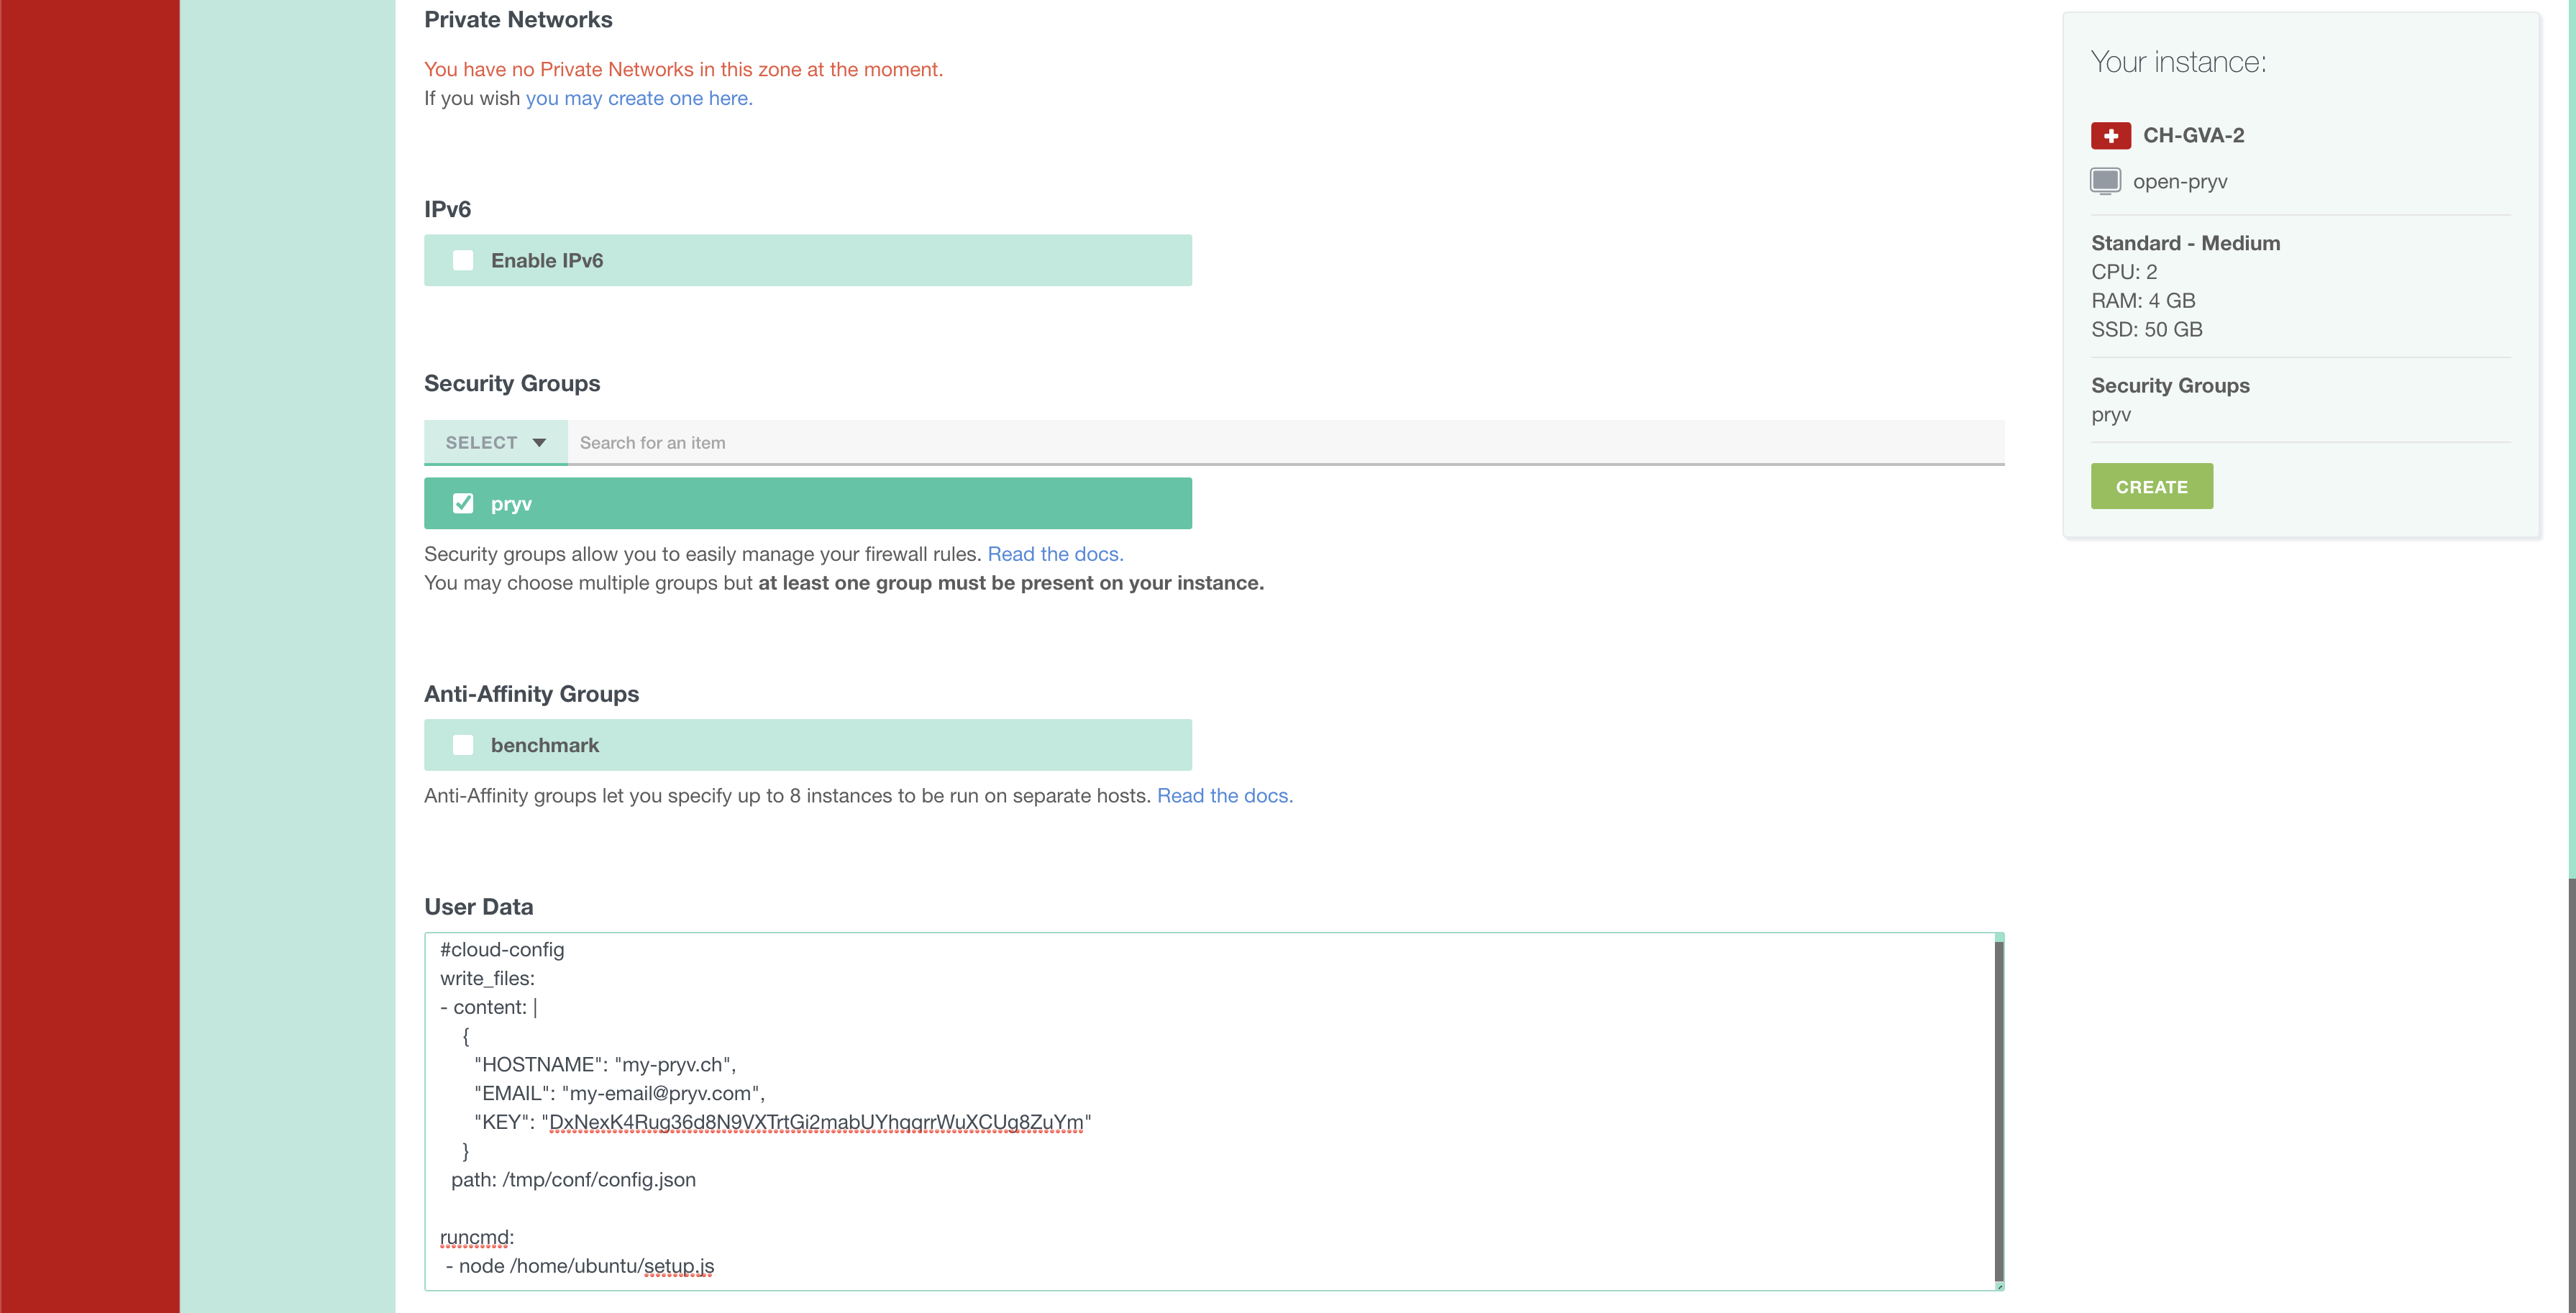 Private Networks
You have no Private Networks in this zone at the moment.
If you wish you may create one here.
IPv6
Enable IPv6
Security Groups
SELECT
Search for an item
pryv
Security groups allow you to easily manage your firewall rules. Read the docs.
You may choose multiple groups but at least one group must be present on your instance.
Anti-Affinity Groups
benchmark
Anti-Affinity groups let you specify up to 8 instances to be run on separate hosts. Read the docs.
User Data
#cloud-config
write_files:
- content: |
{
"HOSTNAME": "my-pryv.ch",
"EMAIL": "my-email@pryv.com",
"KEY": "DxNexK4Rug36d8N9VXTrtGi2mabUYhqqrrWuXCUg8ZuYm"
}
path: /tmp/conf/config.json
runcmd:
- node /home/ubuntu/setup.js
Your instance:
CH-GVA-2
open-pryv
Standard - Medium
CPU: 2
RAM: 4 GB
SSD: 50 GB
Security Groups
pryv
CREATE